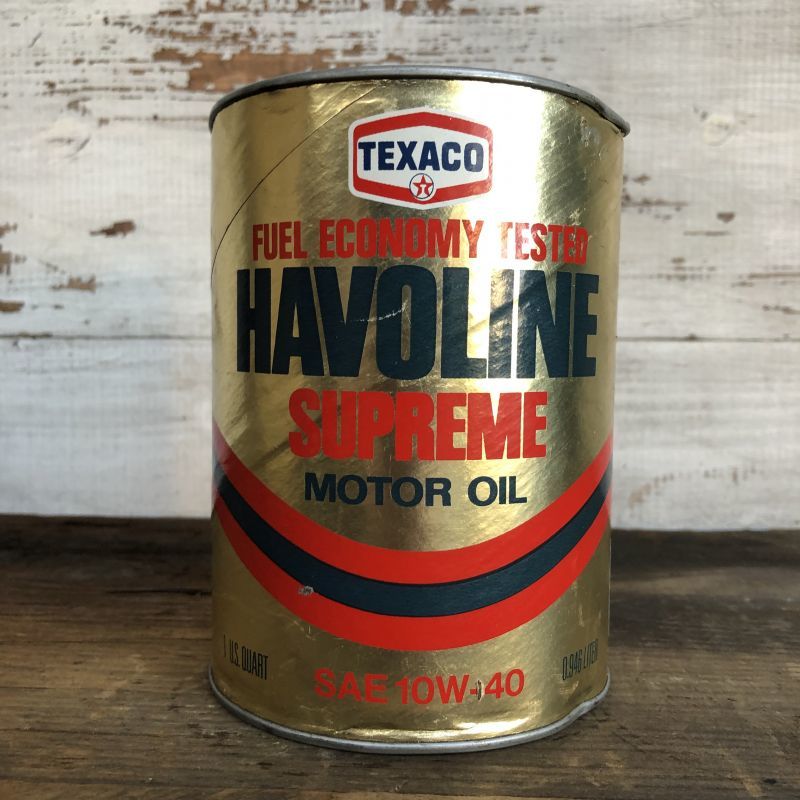 TEXACO
T
FUEL ECONOMY TESTED
HAVOLINE
SUPREME
MOTOR OIL
1 U.S. QUART
0.946 LITER
SAE 10W-40